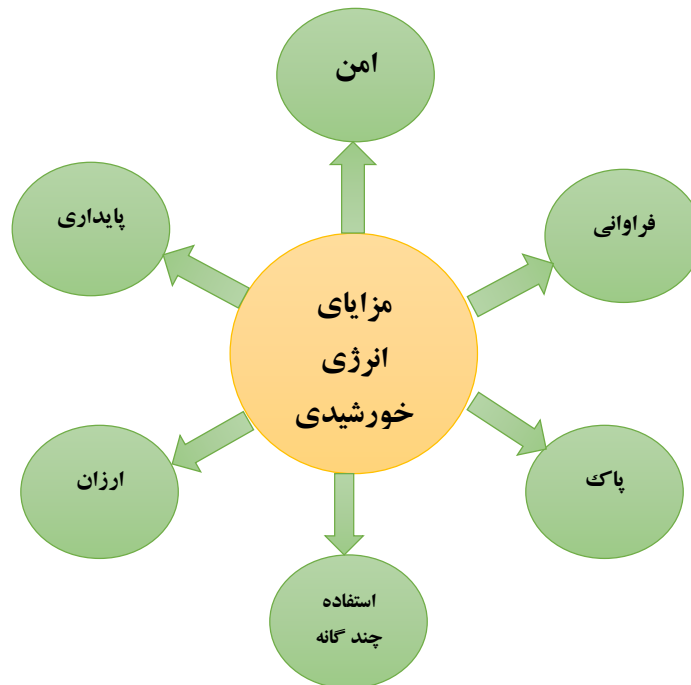 امن
فراوانی
پایداری
مزایای
انرژی
خورشیدی
پاک
ارزان
استفاده
چند گانه